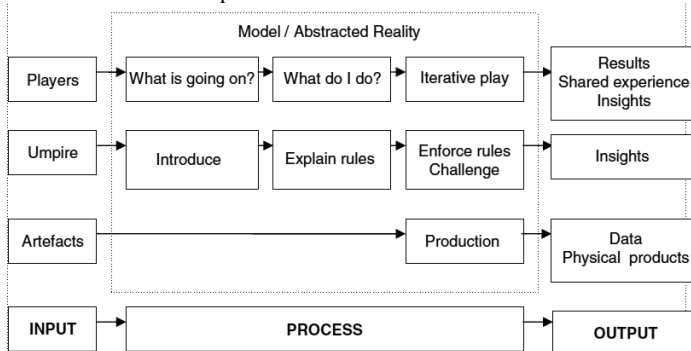 Model / Abstracted Reality
Players
What is going on?
What do I do?
Iterative play
Results
Shared experience
Insights
Umpire
Introduce
Explain rules
Enforce rules
Challenge
Insights
Artefacts
Production
Data
Physical products
INPUT
PROCESS
OUTPUT